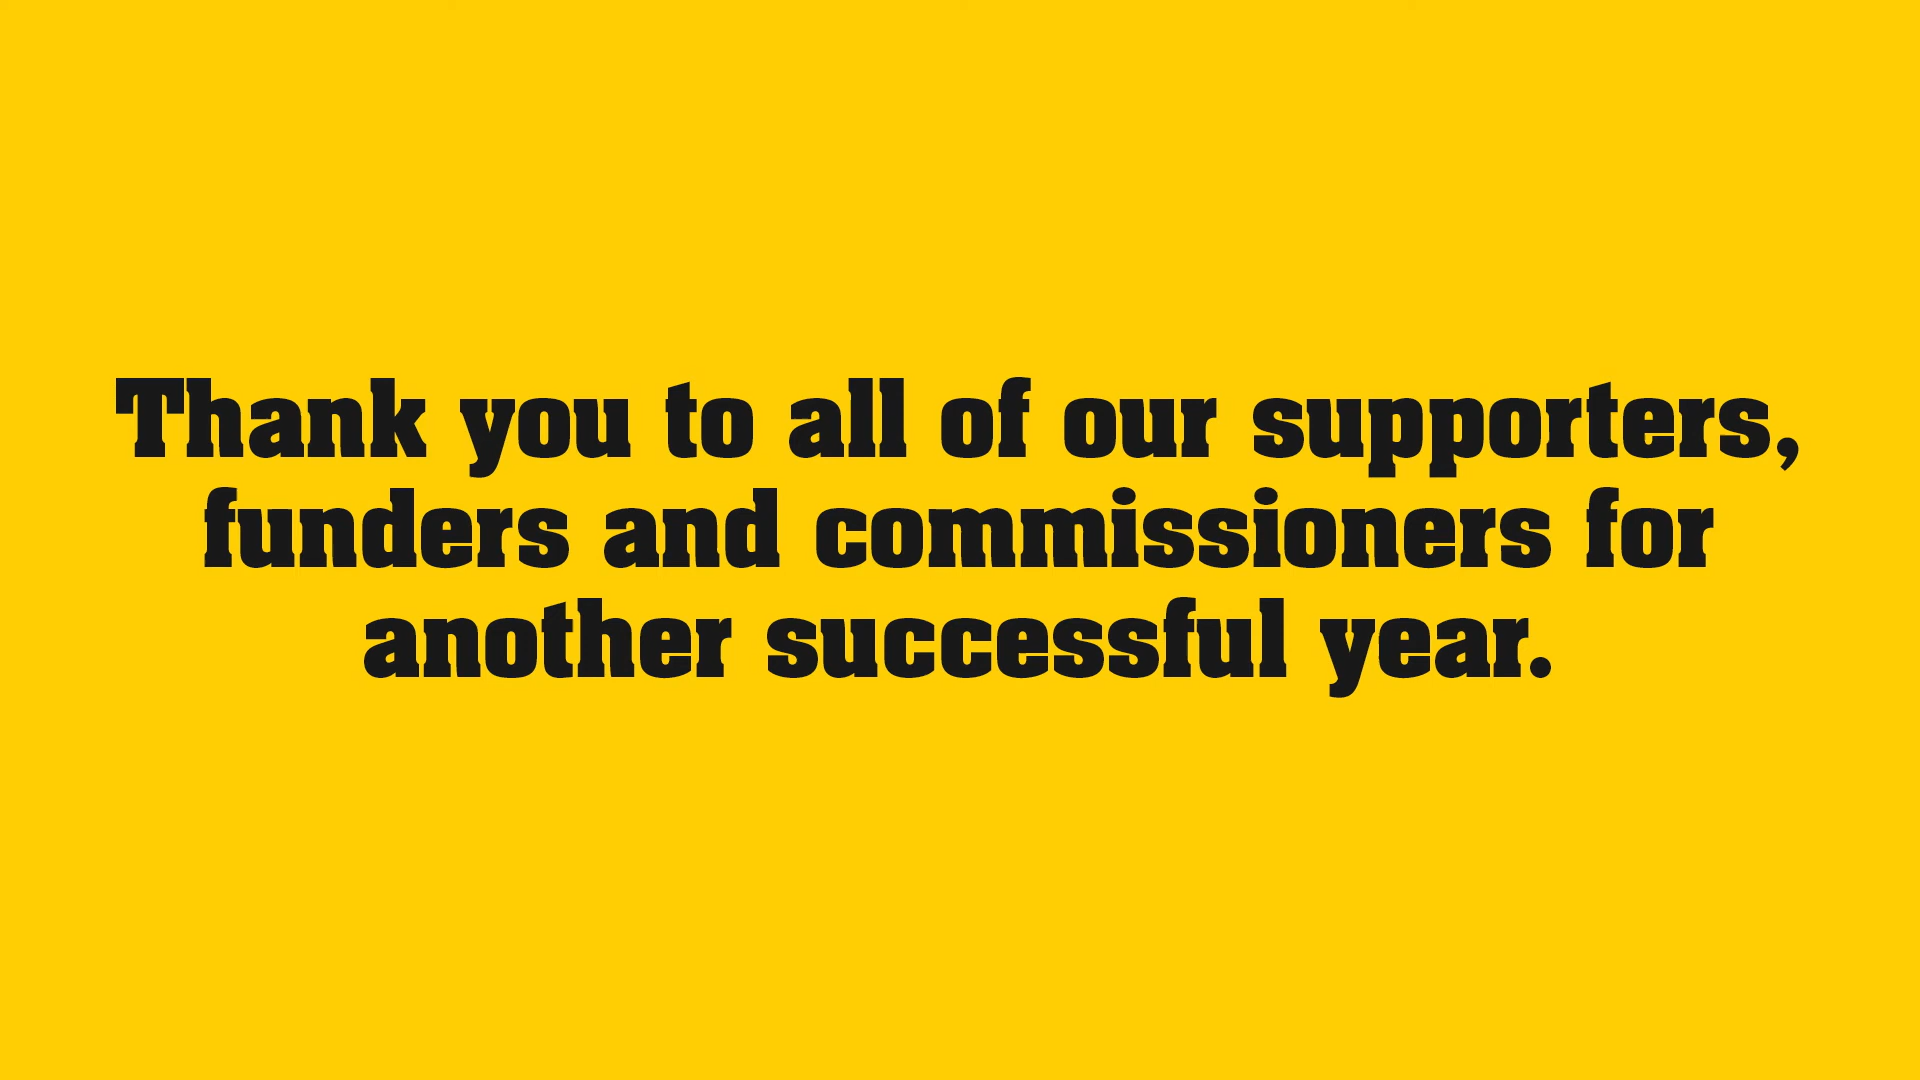 Thank you to all of our supporters,
funders and commissioners for
another successful year.